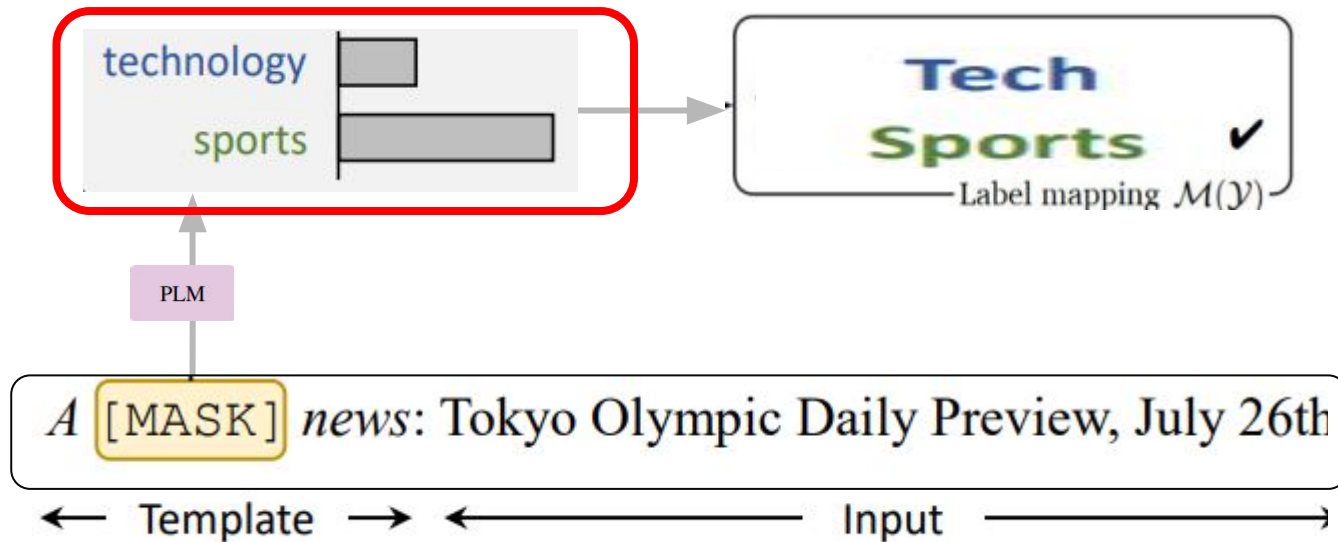 technology
sports
Tech
Sports ✔
Label mapping M(Y)
PLM
A [MASK] news: Tokyo Olympic Daily Preview, July 26th
Template
Input